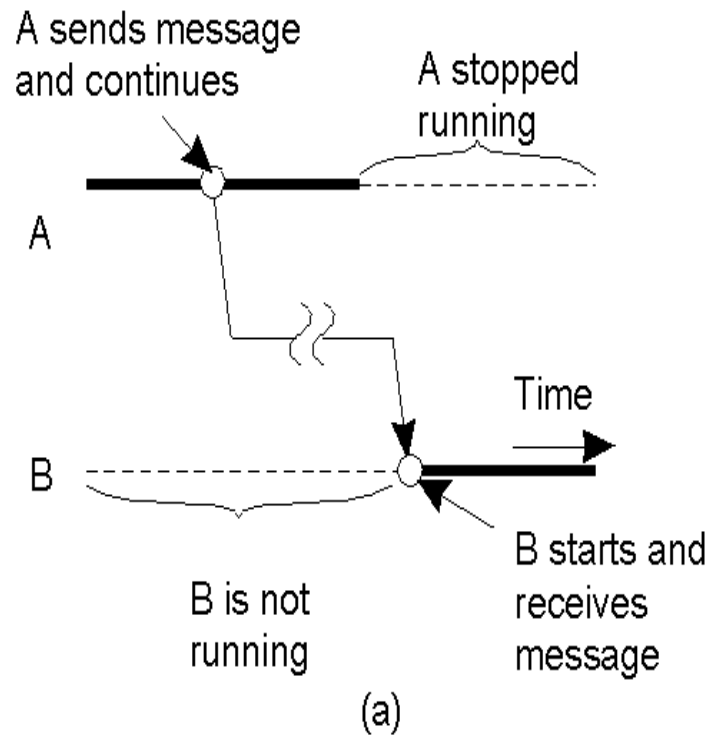 A sends message
and continues
A stopped
running
A
Time
B
B starts and
receives
message
B is not
running
(a)